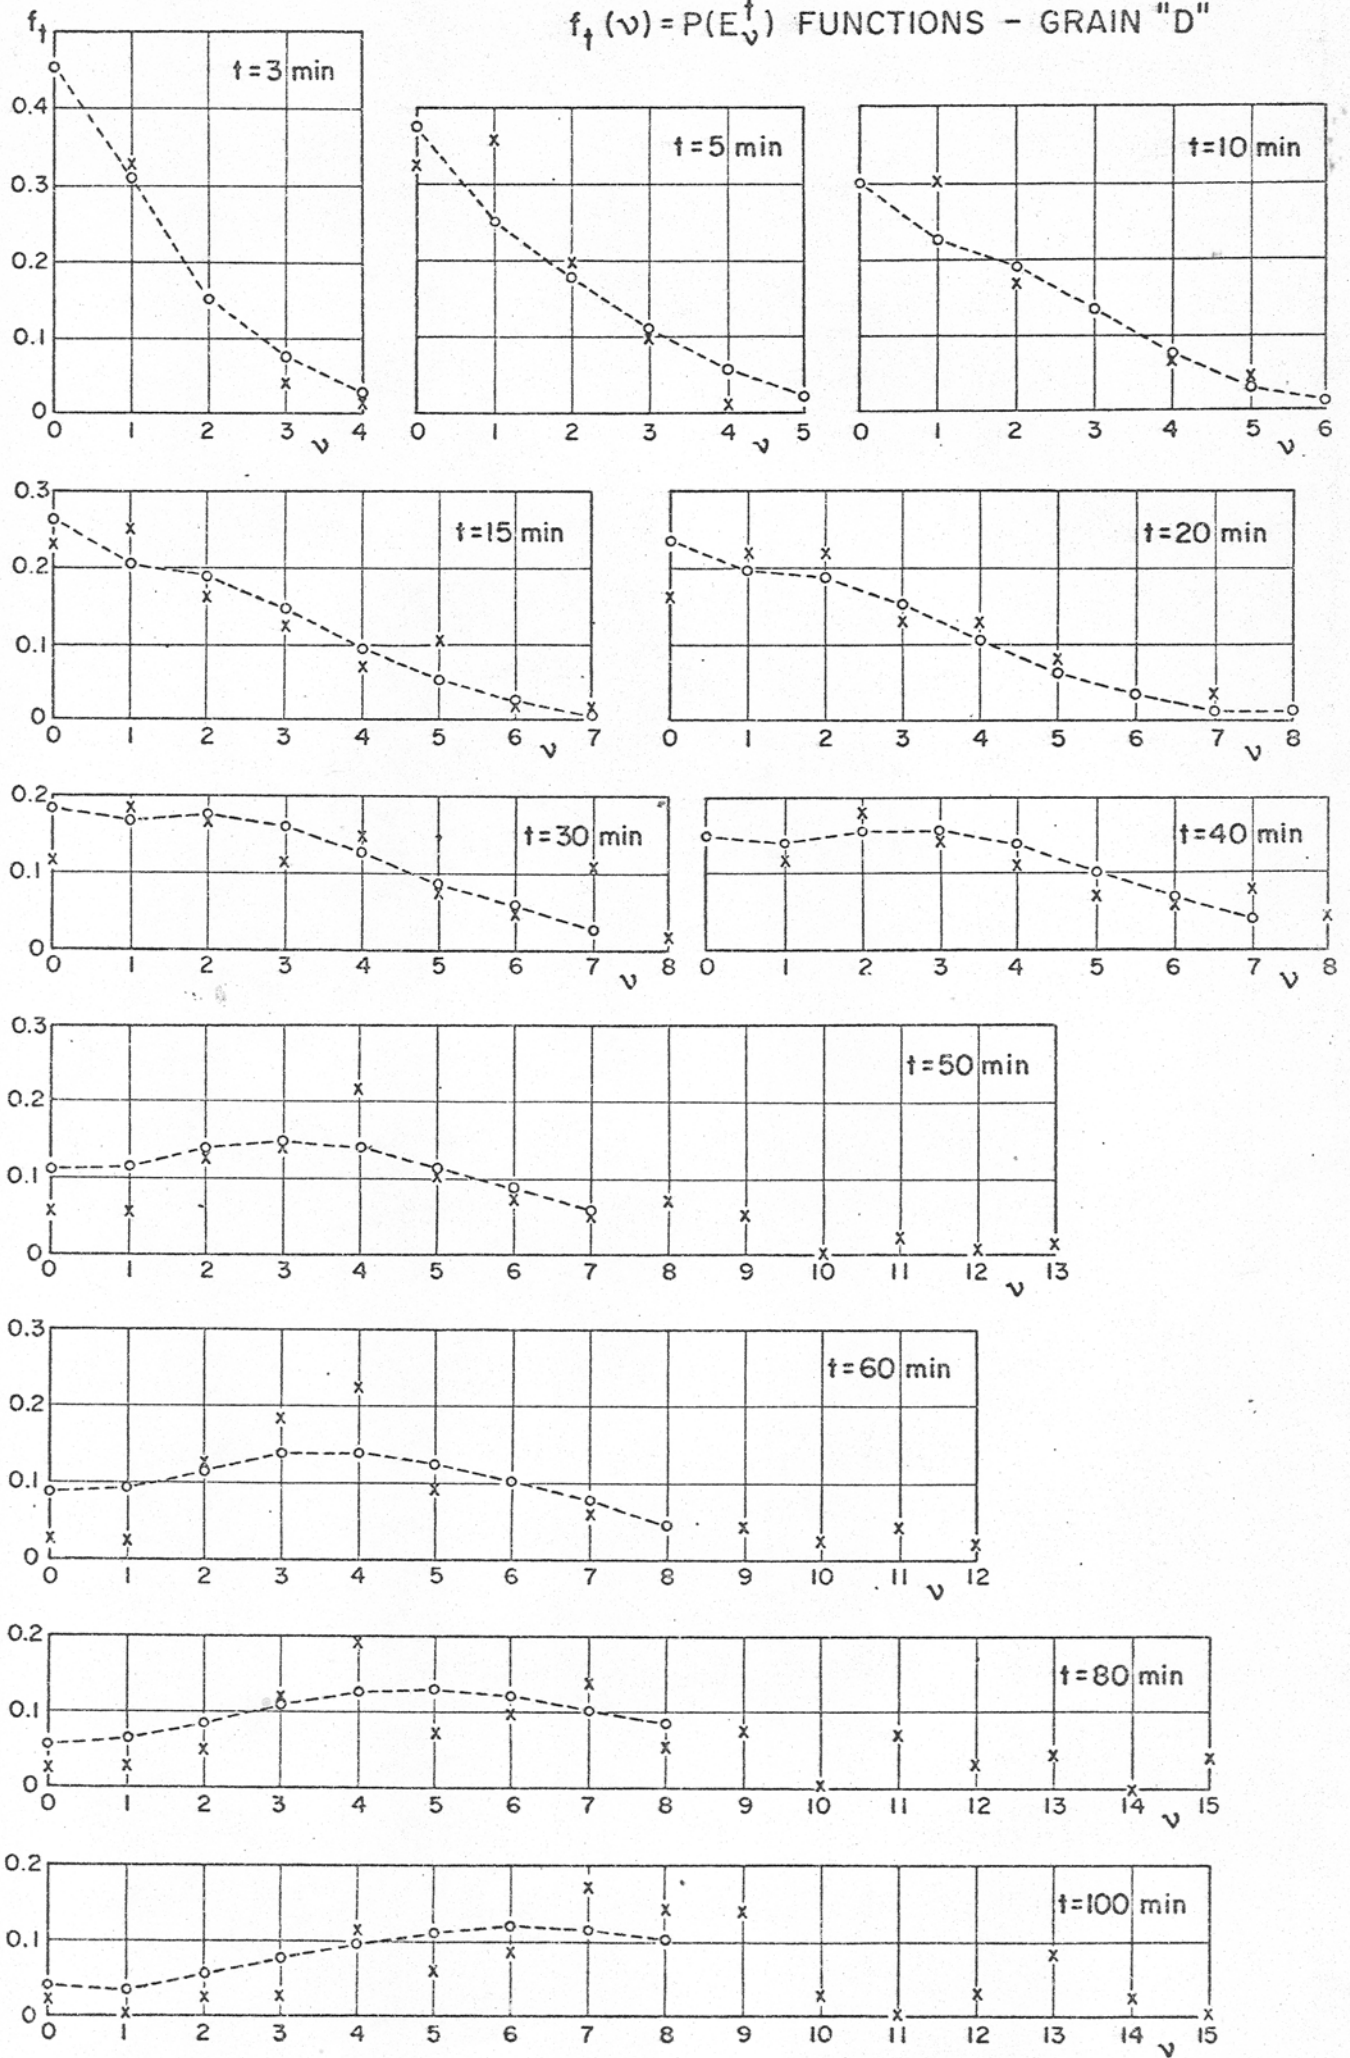 f_t(ν) = P(E_ν^t) FUNCTIONS - GRAIN "D"
f_t
t=3 min
0.4
0.3
0.2
0.1
0
0 1 2 3 ν 4
t=5 min
0 1 2 3 4 ν 5
t=10 min
0 1 2 3 4 5 ν 6
0.3
0.2
0.1
0
t=15 min
0 1 2 3 4 5 6 ν 7
t=20 min
0 1 2 3 4 5 6 7 ν 8
0.2
0.1
0
t=30 min
0 1 2 3 4 5 6 7 ν 8
t=40 min
0 1 2 3 4 5 6 7 ν 8
0.3
0.2
0.1
0
t=50 min
0 1 2 3 4 5 6 7 8 9 10 11 12 ν 13
0.3
0.2
0.1
0
t=60 min
0 1 2 3 4 5 6 7 8 9 10 11 ν 12
0.2
0.1
0
t=80 min
0 1 2 3 4 5 6 7 8 9 10 11 12 13 14 ν 15
0.2
0.1
0
t=100 min
0 1 2 3 4 5 6 7 8 9 10 11 12 13 14 ν 15